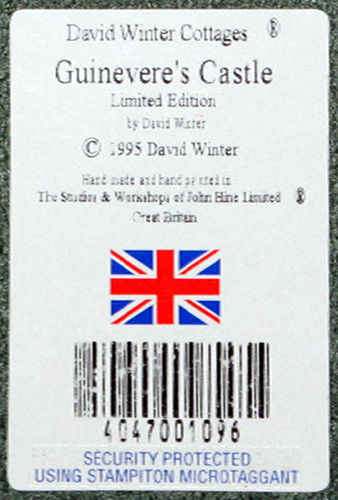 David Winter Cottages ®
Guinevere's Castle
Limited Edition
by David Winter
© 1995 David Winter
Hand made and hand painted in
The Studios & Workshops of John Hine Limited ®
Great Britain
4047001096
SECURITY PROTECTED
USING STAMPITON MICROTAGGANT